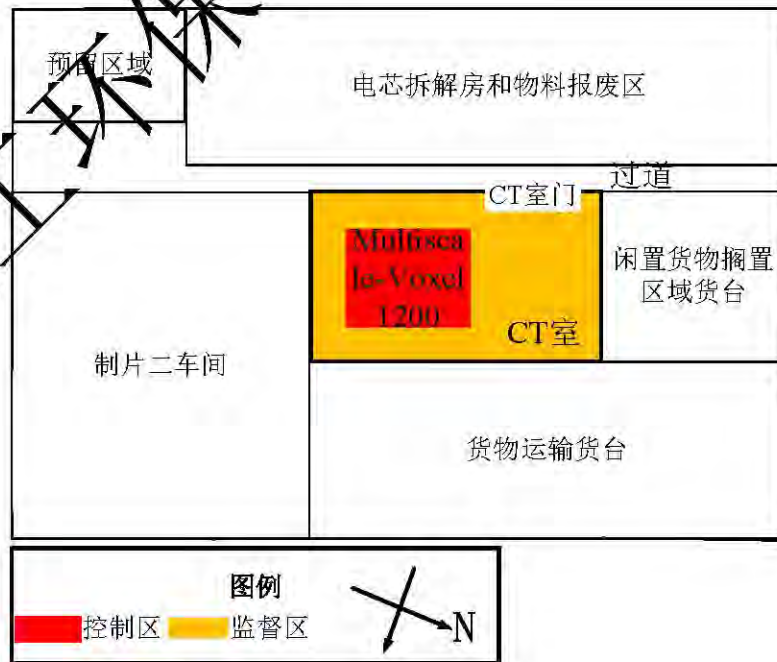 预留区域
电芯拆解房和物料报废区
过道
CT室门
Multisca
le-Voxel
1200
CT室
闲置货物搁置
区域货台
制片二车间
货物运输货台
图例
控制区
监督区
N